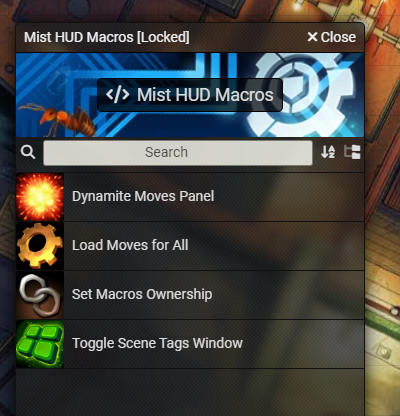 Mist HUD Macros [Locked]
Close
Mist HUD Macros
Search
Dynamite Moves Panel
Load Moves for All
Set Macros Ownership
Toggle Scene Tags Window